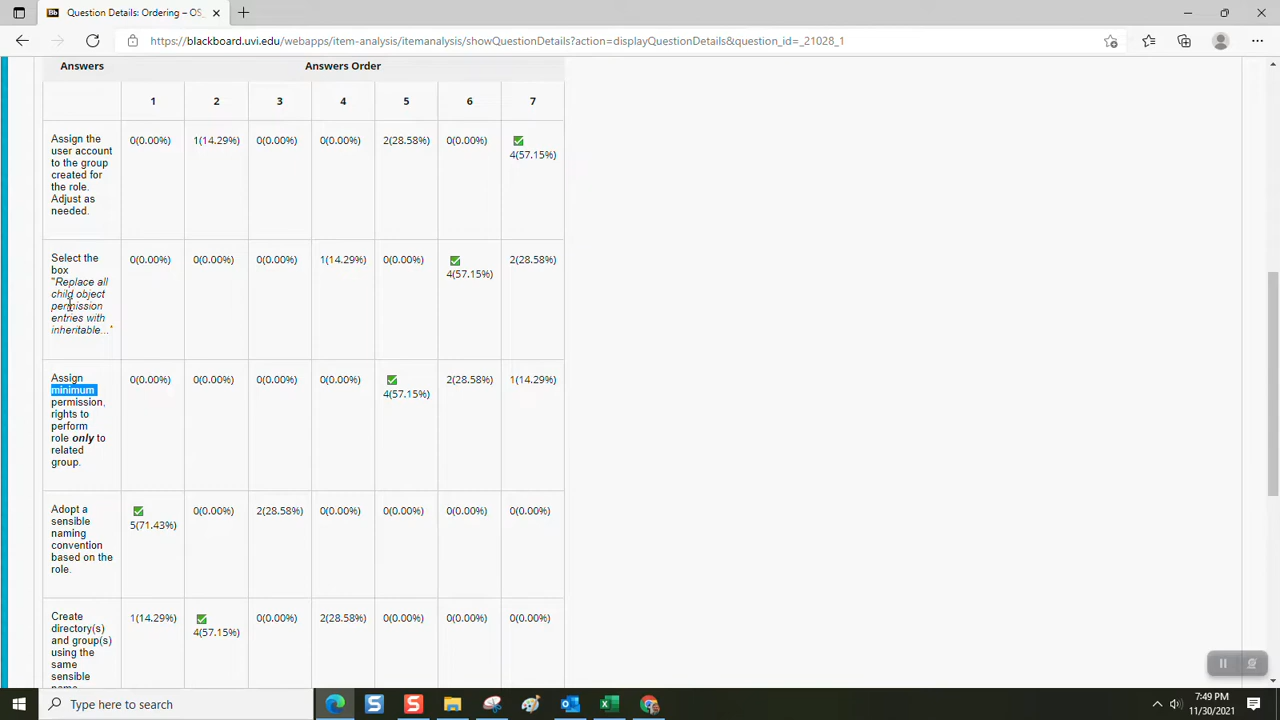 Question Details: Ordering – OS_
https://blackboard.uvi.edu/webapps/item-analysis/itemanalysis/showQuestionDetails?action=displayQuestionDetails&question_id=_21028_1
Answers Answers Order
1 2 3 4 5 6 7
Assign the
user account
to the group
created for
the role.
Adjust as
needed.
0(0.00%) 1(14.29%) 0(0.00%) 0(0.00%) 2(28.58%) 0(0.00%)
4(57.15%)
Select the
box
"Replace all
child object
permission
entries with
inheritable..."
0(0.00%) 0(0.00%) 0(0.00%) 1(14.29%) 0(0.00%) 2(28.58%)
4(57.15%)
Assign
minimum
permission,
rights to
perform
role only to
related
group.
0(0.00%) 0(0.00%) 0(0.00%) 0(0.00%) 2(28.58%) 1(14.29%)
4(57.15%)
Adopt a
sensible
naming
convention
based on the
role.
0(0.00%) 2(28.58%) 0(0.00%) 0(0.00%) 0(0.00%) 0(0.00%)
5(71.43%)
Create
directory(s)
and group(s)
using the
same
sensible
name
1(14.29%) 0(0.00%) 2(28.58%) 0(0.00%) 0(0.00%) 0(0.00%)
4(57.15%)
Type here to search
7:49 PM
11/30/2021